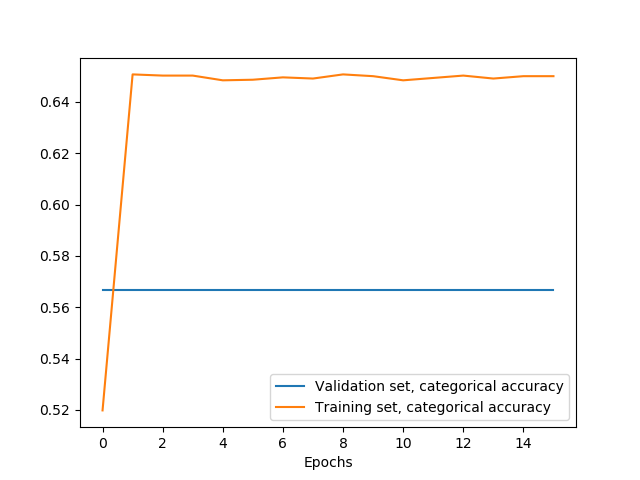 0.64
0.62
0.60
0.58
0.56
0.54
0.52
Validation set, categorical accuracy
Training set, categorical accuracy
0 2 4 6 8 10 12 14
Epochs